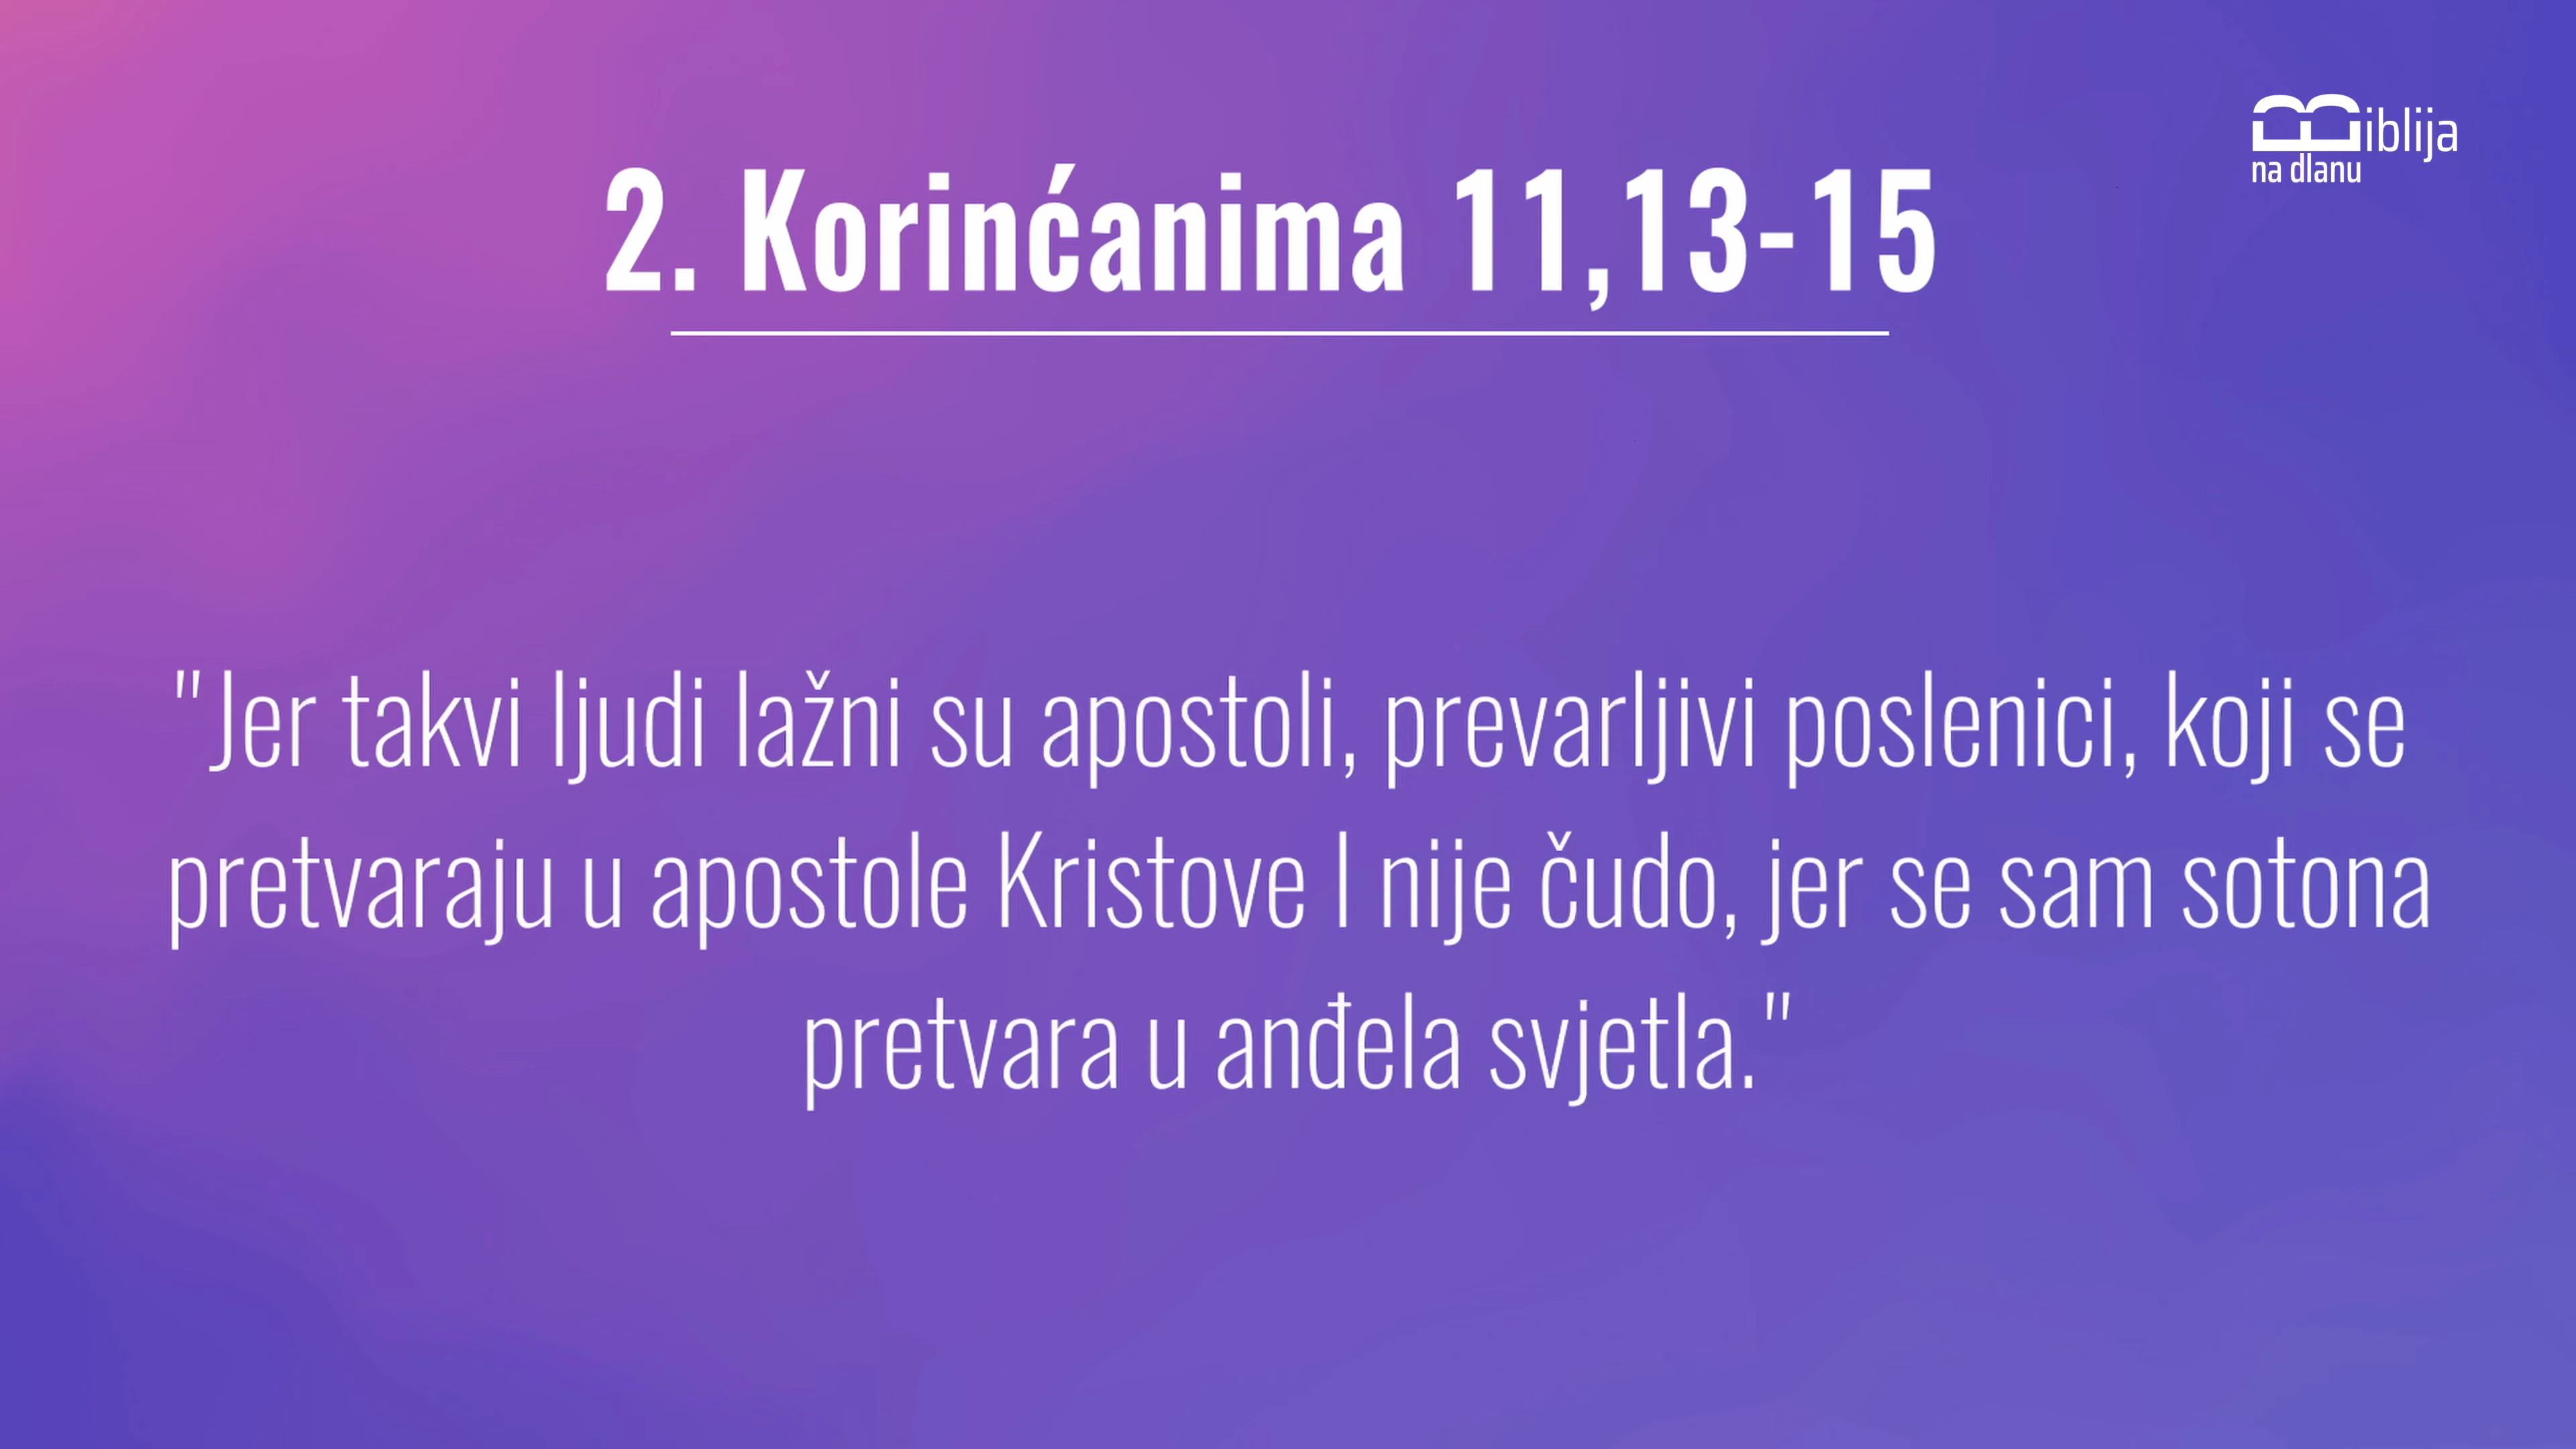 Biblija
na dlanu
2. Korinćanima 11,13-15
"Jer takvi ljudi lažni su apostoli, prevarljivi poslenici, koji se
pretvaraju u apostole Kristove I nije čudo, jer se sam sotona
pretvara u anđela svjetla."